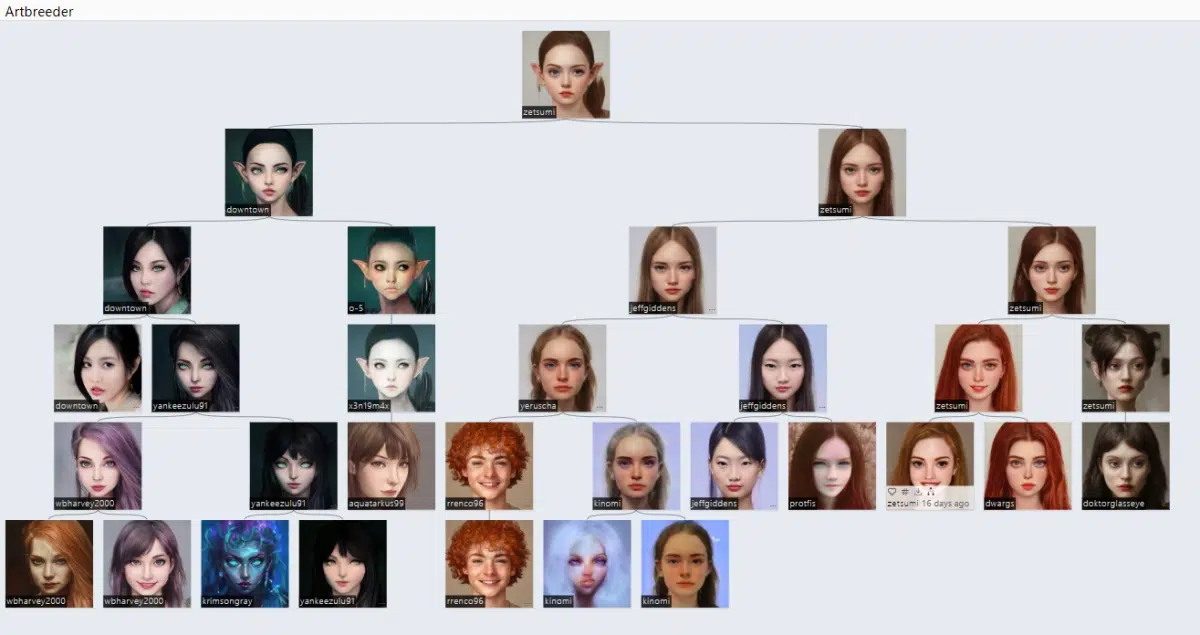 Artbreeder
zetsumi
downtown
zetsumi
downtown
o-5
jeffgiddens
zetsumi
downtown
yankeezulu91
x3n19m4x
yeruscha
jeffgiddens
zetsumi
zetsumi
wbharvey2000
yankeezulu91
aquatarkus99
rrenco96
kinomi
jeffgiddens
protfis
zetsumi 16 days ago
dwargs
doktorglasseye
wbharvey2000
wbharvey2000
krimsongray
yankeezulu91
rrenco96
kinomi
kinomi